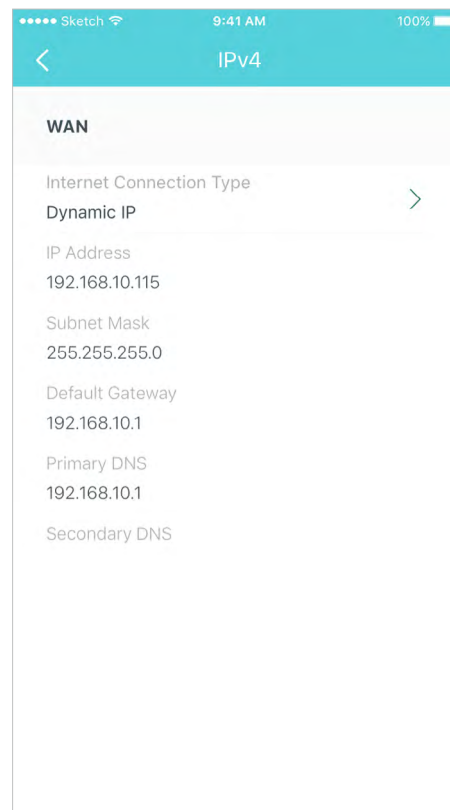 Sketch 9:41 AM 100%
IPv4
WAN
Internet Connection Type
Dynamic IP
IP Address
192.168.10.115
Subnet Mask
255.255.255.0
Default Gateway
192.168.10.1
Primary DNS
192.168.10.1
Secondary DNS